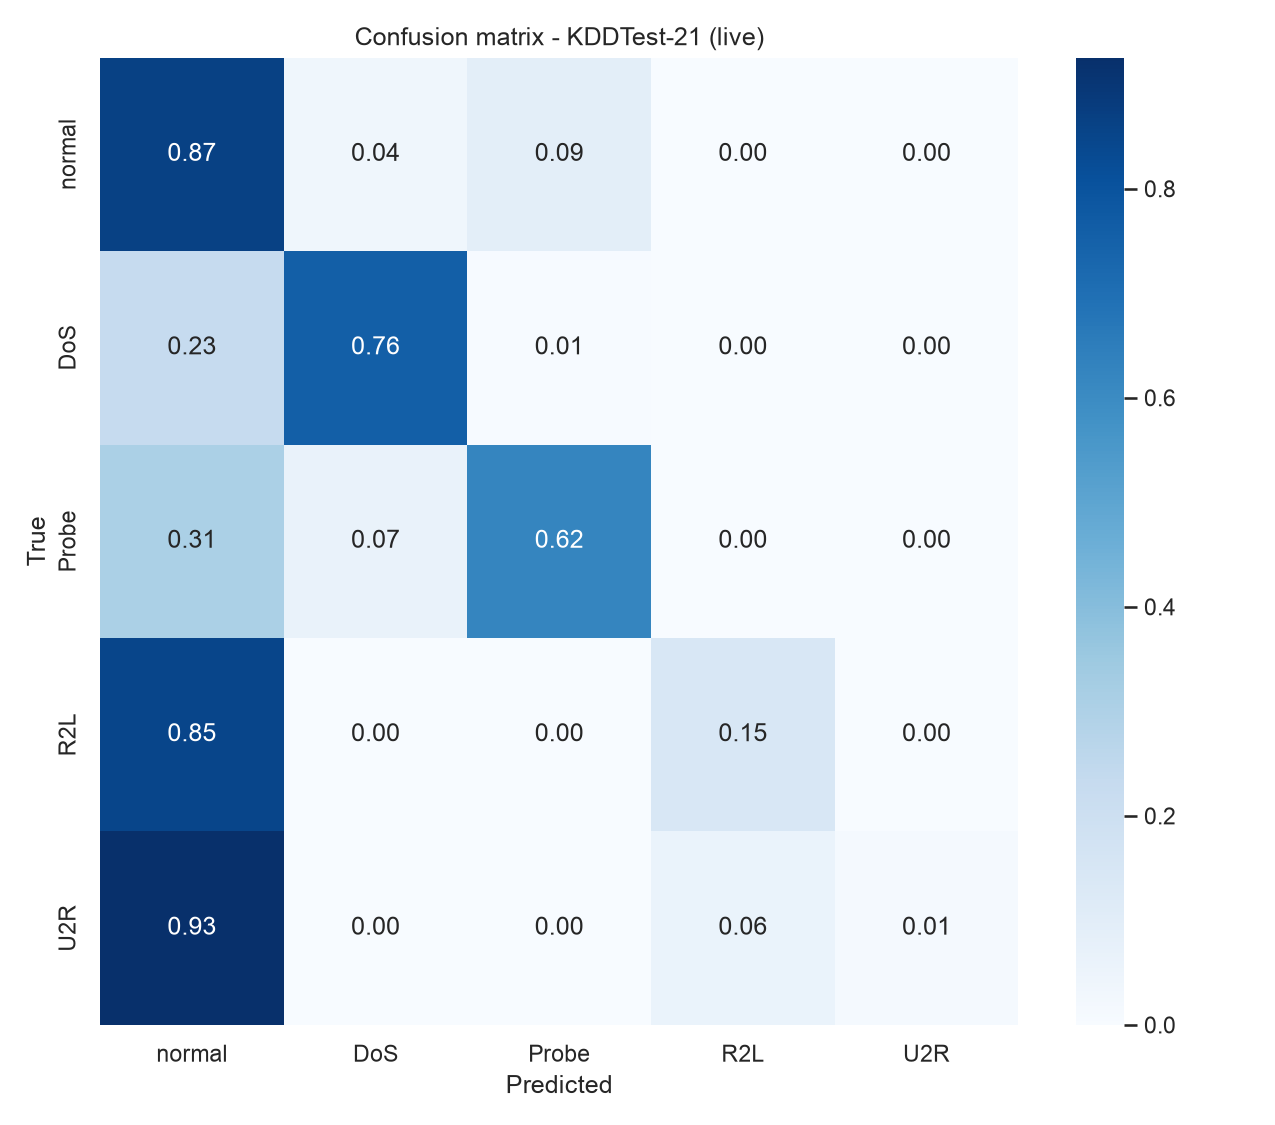 Confusion matrix - KDDTest-21 (live)
normal 0.87 0.04 0.09 0.00 0.00
0.8
DoS 0.23 0.76 0.01 0.00 0.00
0.6
True
Probe 0.31 0.07 0.62 0.00 0.00
0.4
R2L 0.85 0.00 0.00 0.15 0.00
0.2
U2R 0.93 0.00 0.00 0.06 0.01
0.0
normal DoS Probe R2L U2R
Predicted